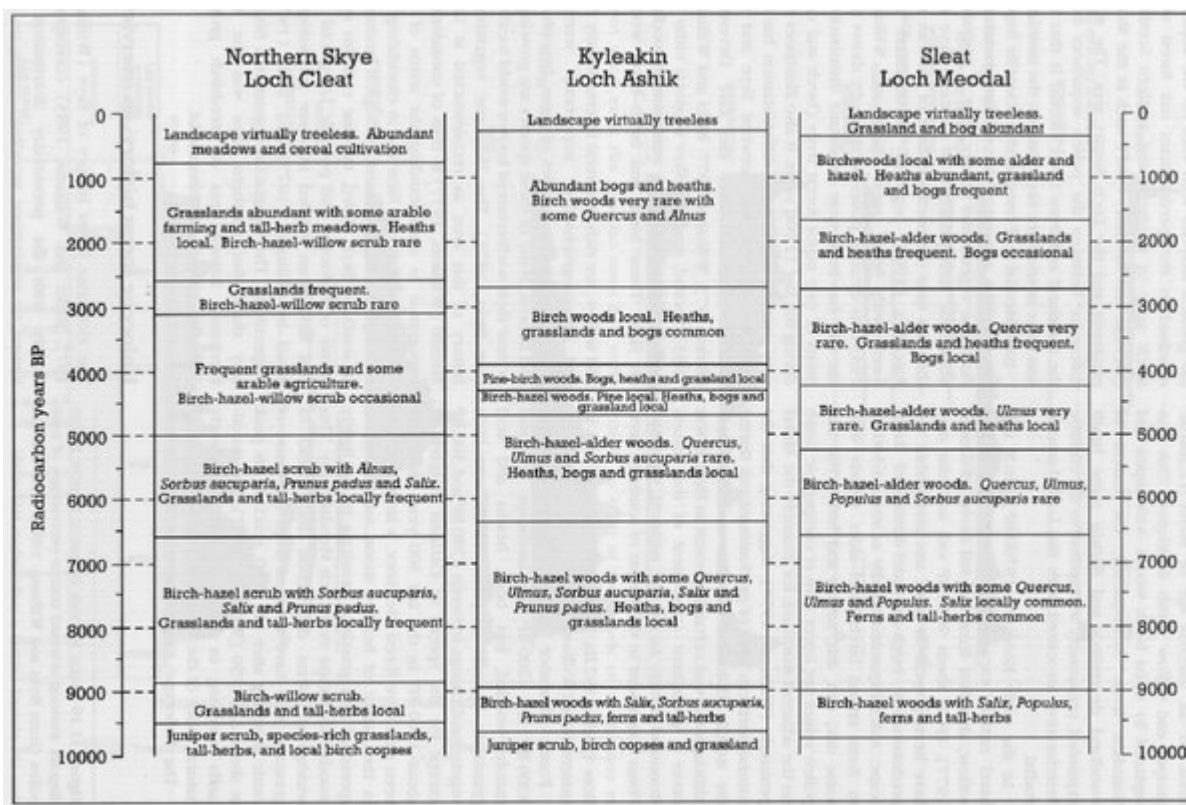 Northern Skye
Loch Cleat
Kyleakin
Loch Ashik
Sleat
Loch Meodal
Radiocarbon years BP
0
1000
2000
3000
4000
5000
6000
7000
8000
9000
10000
Landscape virtually treeless. Abundant
meadows and cereal cultivation
Grasslands abundant with some arable
farming and tall-herb meadows. Heaths
local. Birch-hazel-willow scrub rare
Grasslands frequent.
Birch-hazel-willow scrub rare
Frequent grasslands and some
arable agriculture.
Birch-hazel-willow scrub occasional
Birch-hazel scrub with Alnus,
Sorbus aucuparia, Prunus padus and Salix.
Grasslands and tall-herbs locally frequent
Birch-hazel scrub with Sorbus aucuparia,
Salix and Prunus padus.
Grasslands and tall-herbs locally frequent
Birch-willow scrub.
Grasslands and tall-herbs local
Juniper scrub, species-rich grasslands,
tall-herbs, and local birch copses
Landscape virtually treeless
Abundant bogs and heaths.
Birch woods very rare with
some Quercus and Alnus
Birch woods local. Heaths,
grasslands and bogs common
Pine-birch woods. Bogs, heaths and grassland local
Birch-hazel woods. Pine local. Heaths, bogs and
grassland local
Birch-hazel-alder woods. Quercus,
Ulmus and Sorbus aucuparia rare.
Heaths, bogs and grasslands local
Birch-hazel woods with some Quercus,
Ulmus, Sorbus aucuparia, Salix and
Prunus padus. Heaths, bogs and
grasslands local
Birch-hazel woods with Salix, Sorbus aucuparia,
Prunus padus, ferns and tall-herbs
Juniper scrub, birch copses and grassland
Landscape virtually treeless.
Grassland and bog abundant
Birchwoods local with some alder and
hazel. Heaths abundant, grassland
and bogs frequent
Birch-hazel-alder woods. Grasslands
and heaths frequent. Bogs occasional
Birch-hazel-alder woods. Quercus very
rare. Grasslands and heaths frequent.
Bogs local
Birch-hazel-alder woods. Ulmus very
rare. Grasslands and heaths local
Birch-hazel-alder woods. Quercus, Ulmus,
Populus and Sorbus aucuparia rare
Birch-hazel woods with some Quercus,
Ulmus and Populus. Salix locally common.
Ferns and tall-herbs common
Birch-hazel woods with Salix, Populus,
ferns and tall-herbs
0
1000
2000
3000
4000
5000
6000
7000
8000
9000
10000